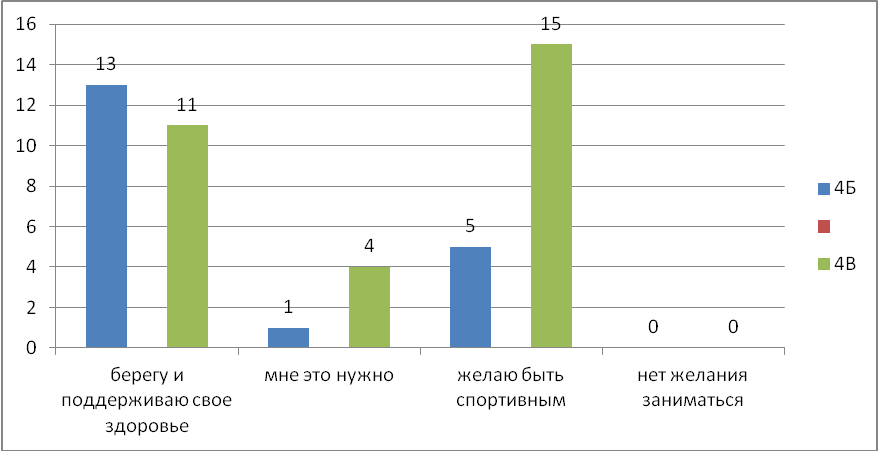 16
14
12
10
8
6
4
2
0
13
11
1
4
5
15
0
0
берегу и
поддерживаю свое
здоровье
мне это нужно
желаю быть
спортивным
нет желания
заниматься
4Б
4В